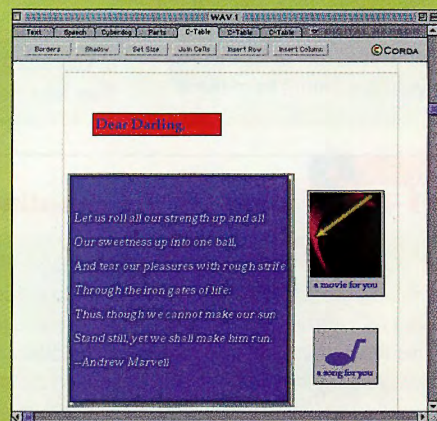 WAV 1
Text Speech Cyberdog Parts C-Table C-Table C-Table DIGITAL HARBOR
Borders Shadow Set Size Join Cells Insert Row Insert Column CORDA
Dear Darling,
Let us roll all our strength up and all
Our sweetness up into one ball,
And tear our pleasures with rough strife
Through the iron gates of life:
Thus, though we cannot make our sun
Stand still, yet we shall make him run.
—Andrew Marvell
a movie for you
a song for you